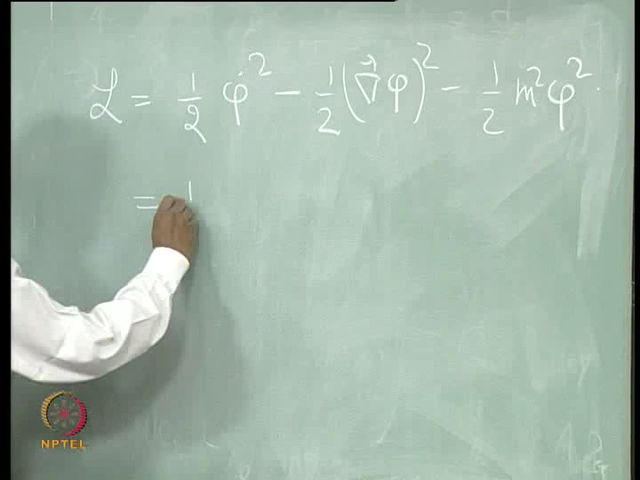 ℒ = 1/2 φ̇² − 1/2 (∇⃗φ)² − 1/2 m²φ².
= 1
NPTEL